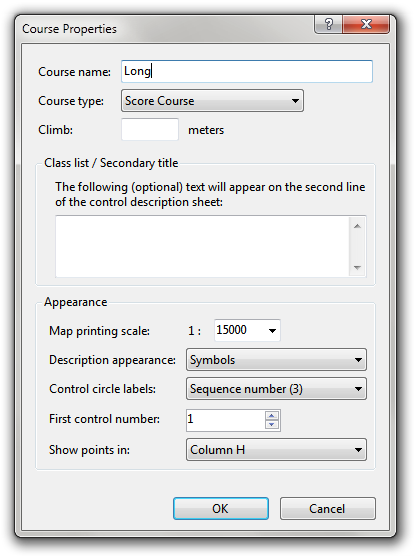 Course Properties
Course name: Long
Course type: Score Course
Climb: meters
Class list / Secondary title
The following (optional) text will appear on the second line
of the control description sheet:
Appearance
Map printing scale: 1 : 15000
Description appearance: Symbols
Control circle labels: Sequence number (3)
First control number: 1
Show points in: Column H
OK Cancel